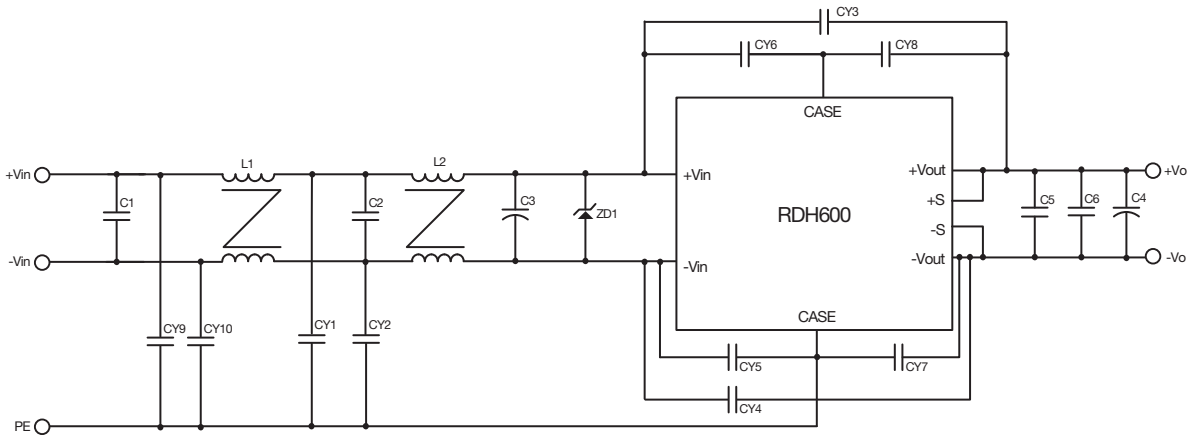 CY3
CY6
CY8
CASE
L1
L2
+Vin
+Vin
+Vout
+Vo
C1
C2
C3
ZD1
RDH600
+S
C5
C6
C4
-S
-Vin
-Vin
-Vout
-Vo
CASE
CY9
CY10
CY1
CY2
CY5
CY7
CY4
PE